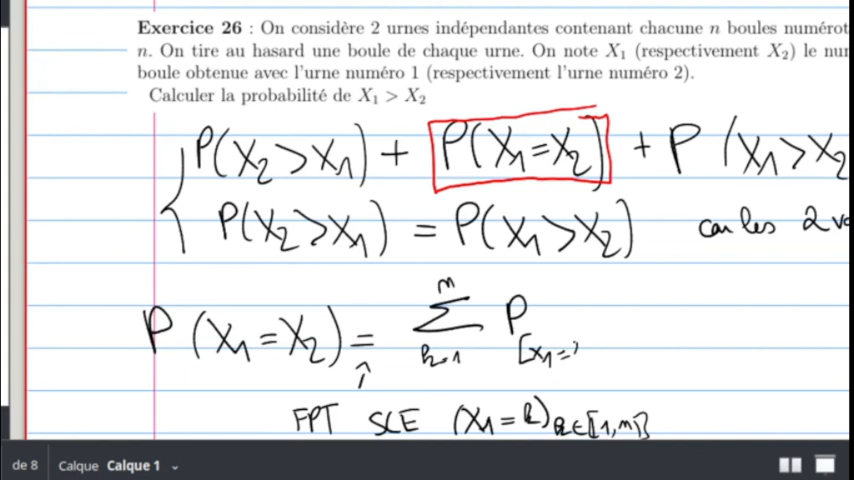 Exercice 26 : On considère 2 urnes indépendantes contenant chacune n boules numérot
n. On tire au hasard une boule de chaque urne. On note X₁ (respectivement X₂) le nu
boule obtenue avec l'urne numéro 1 (respectivement l'urne numéro 2).
Calculer la probabilité de X₁ > X₂
P(X₂>X₁) + P(X₁=X₂) + P (X₁>X₂
P(X₂>X₁) = P(X₁>X₂) car les 2 va
n
P (X₁=X₂) = Σ P
k=1 [X₁=
FPT SCE (X₁=k)k∈[1,n]
de 8 Calque Calque 1